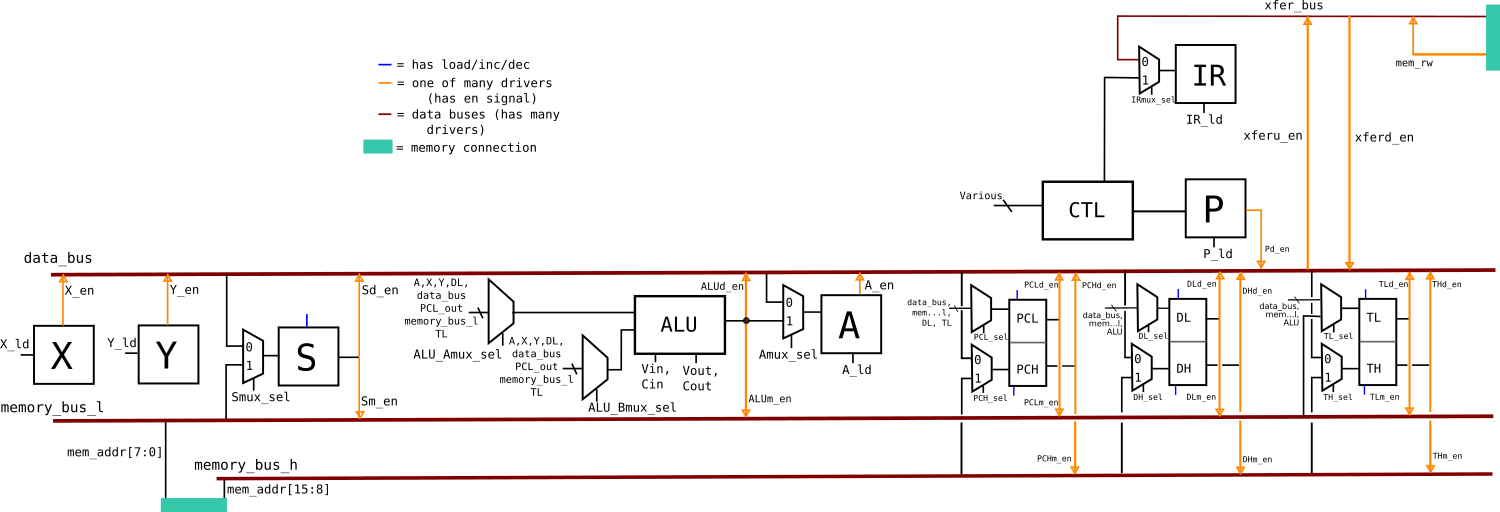 xfer_bus
= has load/inc/dec
= one of many drivers
(has en signal)
= data buses (has many
drivers)
= memory connection
0
1
IR
IRmux_sel
IR_ld
mem_rw
xferu_en
xferd_en
Various
CTL
P
P_ld
Pd_en
data_bus
X_en
Y_en
Sd_en
X_ld
X
Y_ld
Y
0
1
S
Smux_sel
Sm_en
A,X,Y,DL,
data_bus
PCL_out
memory_bus_l
TL
ALU_Amux_sel
A,X,Y,DL,
data_bus
PCL_out
memory_bus_l
TL
ALU_Bmux_sel
ALU
Vin,
Cin
Vout,
Cout
ALUd_en
ALUm_en
0
1
Amux_sel
A
A_en
A_ld
data_bus,
mem...l,
DL, TL
PCL_sel
0
1
PCH_sel
PCL
PCH
PCLd_en
PCHd_en
PCLm_en
PCHm_en
data_bus,
mem...l,
ALU
DL_sel
0
1
DH_sel
DL
DH
DLd_en
DHd_en
DLm_en
DHm_en
data_bus,
mem...l,
ALU
TL_sel
0
1
TH_sel
TL
TH
TLd_en
THd_en
TLm_en
THm_en
memory_bus_l
mem_addr[7:0]
memory_bus_h
mem_addr[15:8]